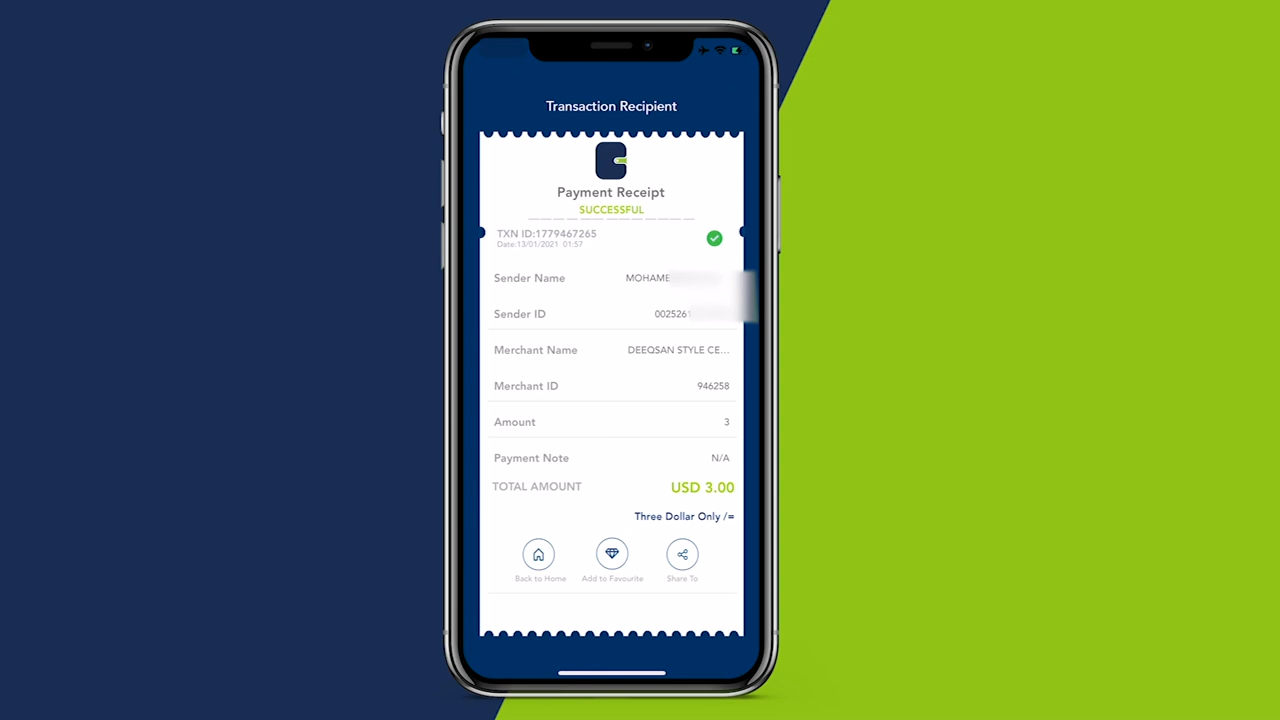 Transaction Recipient
Payment Receipt
SUCCESSFUL
TXN ID:1779467265
Date:13/01/2021 01:57
Sender Name MOHAME
Sender ID 0025261
Merchant Name DEEQSAN STYLE CE...
Merchant ID 946258
Amount 3
Payment Note N/A
TOTAL AMOUNT USD 3.00
Three Dollar Only /=
Back to Home Add to Favourite Share To